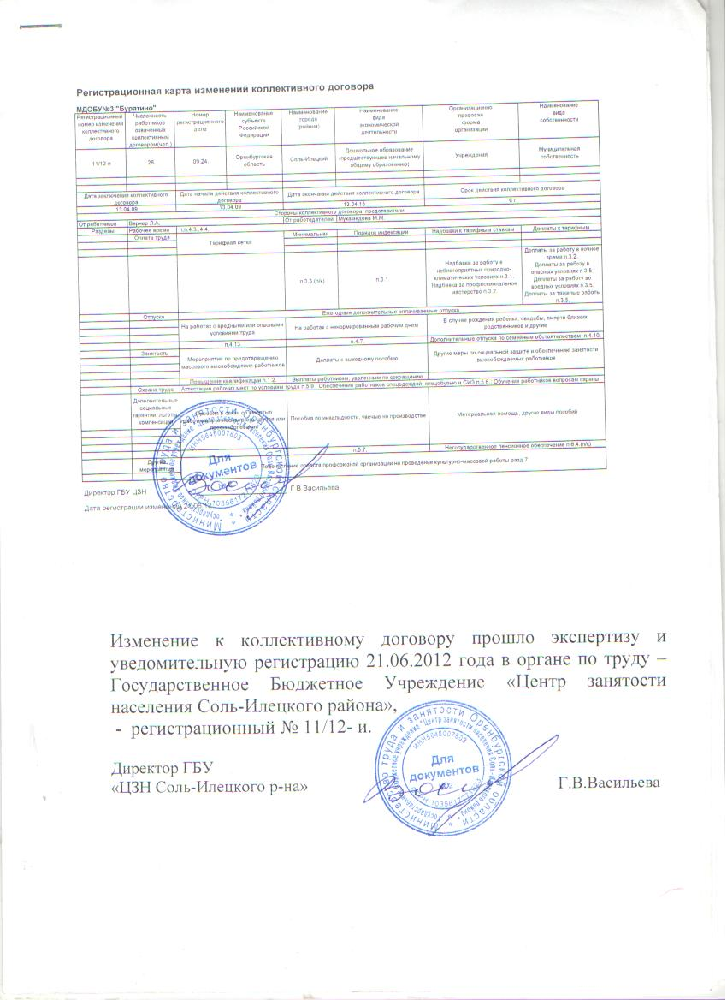 Регистрационная карта изменений коллективного договора
МДОБУ№3 "Буратино"
Регистрационный номер изменений коллективного договора
Численность работников охваченных коллективным договором(чел.)
Номер регистрационного дела
Наименование субъекта Российской Федерации
Наименование города (района)
Наименование вида экономической деятельности
Организационно правовая форма организации
Наименование вида собственности
11/12-и
26
09.24.
Оренбургская область
Соль-Илецкий
Дошкольное образование (предшествующее начальному общему образованию)
Учреждения
Муниципальная собственность
Дата заключения коллективного договора
Дата начала действия коллективного договора
Дата окончания действия коллективного договора
Срок действия коллективного договора
13.04.09
13.04.09
13.04.15
6 г.
Стороны коллективного договора, представители
От работников
Вернер Л.А.
От работодателей
Мухамедова М.М.
Разделы
Рабочее время
п.п.4.3.,4.4.
Оплата труда
Тарифная сетка
Минимальная
Порядок индексации
Надбавки к тарифным ставкам
Доплаты к тарифным
п.3.3.(п/к)
п.3.1.
Надбавка за работу в неблагоприятных природно-климатических условиях п.3.1. Надбавка за профессиональное мастерство п.3.2.
Доплаты за работу в ночное время п.3.2. Доплаты за работу в опасных условиях п.3.5. Доплаты за работу во вредных условиях п.3.5. Доплаты за тяжелые работы п.3.5.
Отпуска
Ежегодные дополнительные оплачиваемые отпуска
На работах с вредными или опасными условиями труда
На работах с ненормированным рабочим днем
В случае рождения ребенка, свадьбы, смерти близких родственников и другие
п.4.13.
п.4.7.
Дополнительные отпуска по семейным обстоятельствам п.4.10.
Занятость
Мероприятия по предотвращению массового высвобождения работников
Доплаты к выходному пособию
Другие меры по социальной защите и обеспечению занятости высвобождаемых работников
Повышение квалификации п.1.2.
Выплаты работникам, уволенным по сокращению
Охрана труда
Аттестация рабочих мест по условиям труда п.5.9.. Обеспечение работников спецодеждой, спецобувью и СИЗ п.5.6.. Обучение работников вопросам охраны
Дополнительные социальные гарантии, льготы компенсации
Пособия по инвалидности, увечье на производстве
Материальная помощь, другие виды пособий
п.5.7.
Негосударственное пенсионное обеспечение п.6.4.(п/к)
Другие мероприятия
Перечисление средств профсоюзной организации на проведение культурно-массовой работы разд.7
Директор ГБУ ЦЗН
Г.В.Васильева
Дата регистрации изменений
Министерство труда и занятости Оренбургской области
ИНН5646007803
Для документов
Изменение к коллективному договору прошло экспертизу и
уведомительную регистрацию 21.06.2012 года в органе по труду –
Государственное Бюджетное Учреждение «Центр занятости
населения Соль-Илецкого района»,
- регистрационный № 11/12- и.
Директор ГБУ
«ЦЗН Соль-Илецкого р-на»
Г.В.Васильева
Министерство труда и занятости Оренбургской области
ИНН5646007803
Для
документов